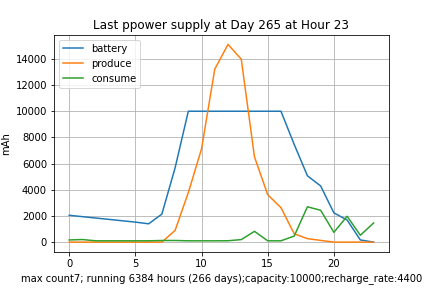 Last ppower supply at Day 265 at Hour 23
battery
produce
consume
14000
12000
10000
8000
6000
4000
2000
0
mAh
0 5 10 15 20
max count7; running 6384 hours (266 days);capacity:10000;recharge_rate:4400